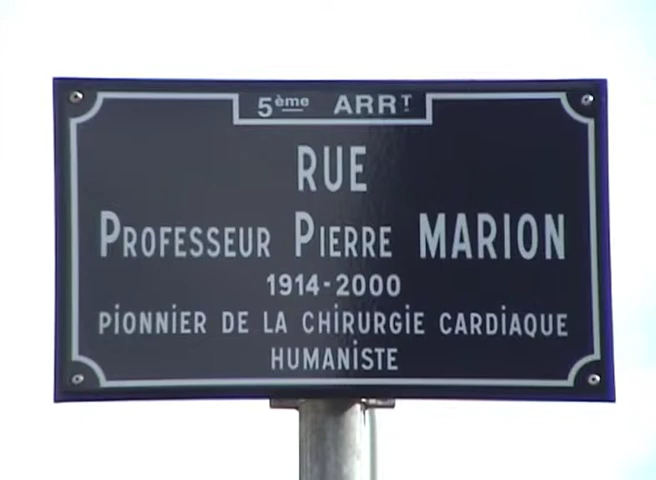 5ème ARRT
RUE
PROFESSEUR PIERRE MARION
1914-2000
PiONNiER DE LA CHiRURGiE CARDiAQUE
HUMANiSTE